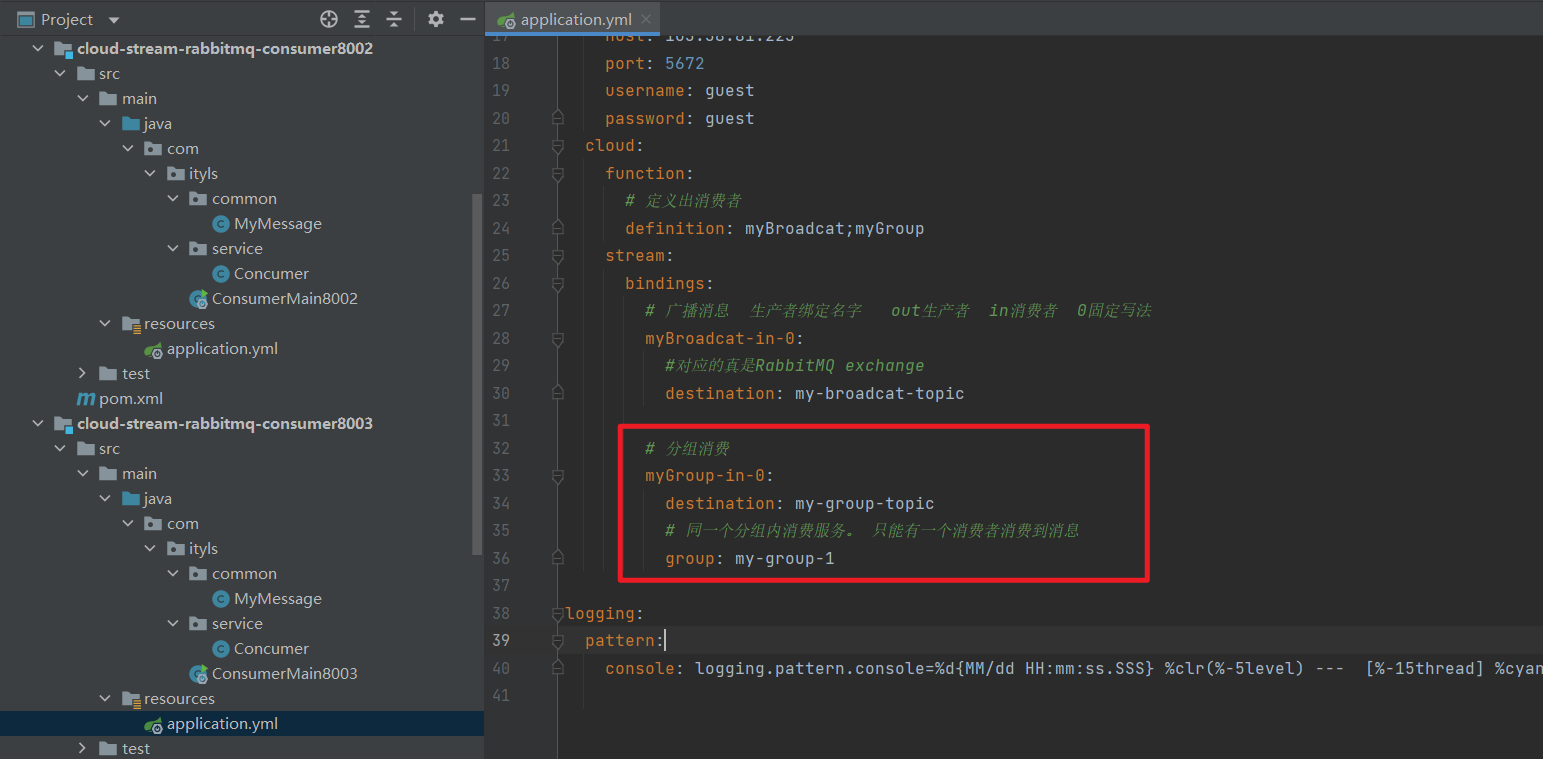 Project
cloud-stream-rabbitmq-consumer8002
src
main
java
com
ityls
common
MyMessage
service
Concumer
ConsumerMain8002
resources
application.yml
test
pom.xml
cloud-stream-rabbitmq-consumer8003
src
main
java
com
ityls
common
MyMessage
service
Concumer
ConsumerMain8003
resources
application.yml
test
application.yml
18 port: 5672
19 username: guest
20 password: guest
21 cloud:
22 function:
23 # 定义出消费者
24 definition: myBroadcat;myGroup
25 stream:
26 bindings:
27 # 广播消息 生产者绑定名字 out生产者 in消费者 0固定写法
28 myBroadcat-in-0:
29 #对应的真是RabbitMQ exchange
30 destination: my-broadcat-topic
31
32 # 分组消费
33 myGroup-in-0:
34 destination: my-group-topic
35 # 同一个分组内消费服务。 只能有一个消费者消费到消息
36 group: my-group-1
37
38 logging:
39 pattern:
40 console: logging.pattern.console=%d{MM/dd HH:mm:ss.SSS} %clr(%-5level) --- [%-15thread] %cyan
41